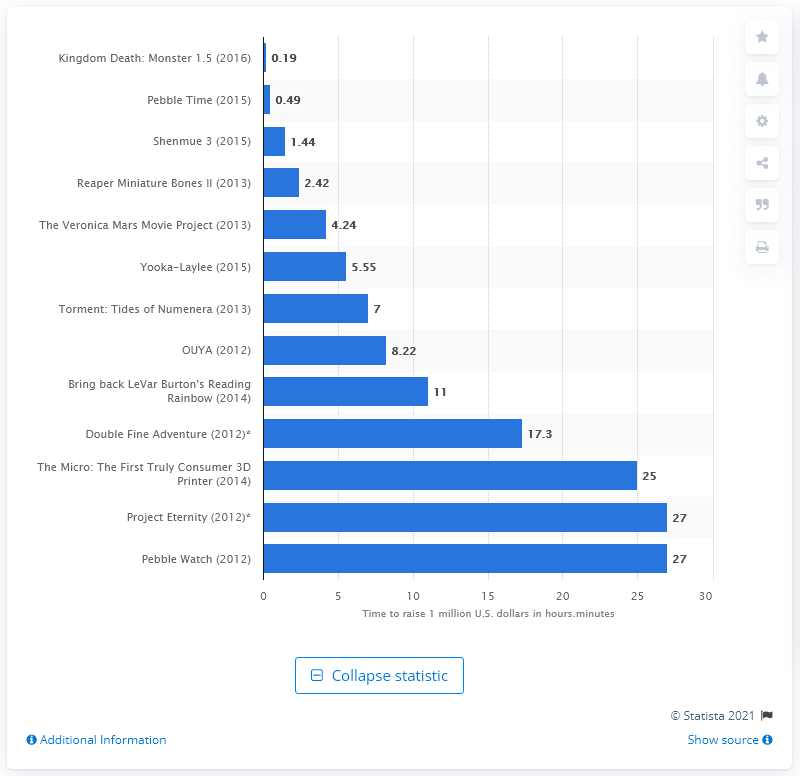 Kingdom Death: Monster 1.5 (2016) 0.19
Pebble Time (2015) 0.49
Shenmue 3 (2015) 1.44
Reaper Miniature Bones II (2013) 2.42
The Veronica Mars Movie Project (2013) 4.24
Yooka-Laylee (2015) 5.55
Torment: Tides of Numenera (2013) 7
OUYA (2012) 8.22
Bring back LeVar Burton's Reading
Rainbow (2014) 11
Double Fine Adventure (2012)* 17.3
The Micro: The First Truly Consumer 3D
Printer (2014) 25
Project Eternity (2012)* 27
Pebble Watch (2012) 27
0 5 10 15 20 25 30
Time to raise 1 million U.S. dollars in hours.minutes
Collapse statistic
© Statista 2021
Additional Information
Show source